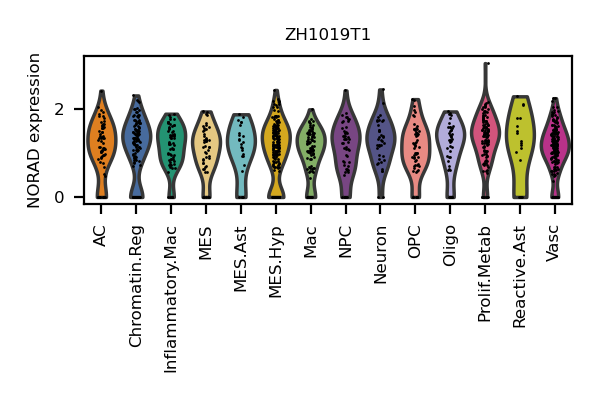 ZH1019T1
NORAD expression
2
0
AC
Chromatin.Reg
Inflammatory.Mac
MES
MES.Ast
MES.Hyp
Mac
NPC
Neuron
OPC
Oligo
Prolif.Metab
Reactive.Ast
Vasc